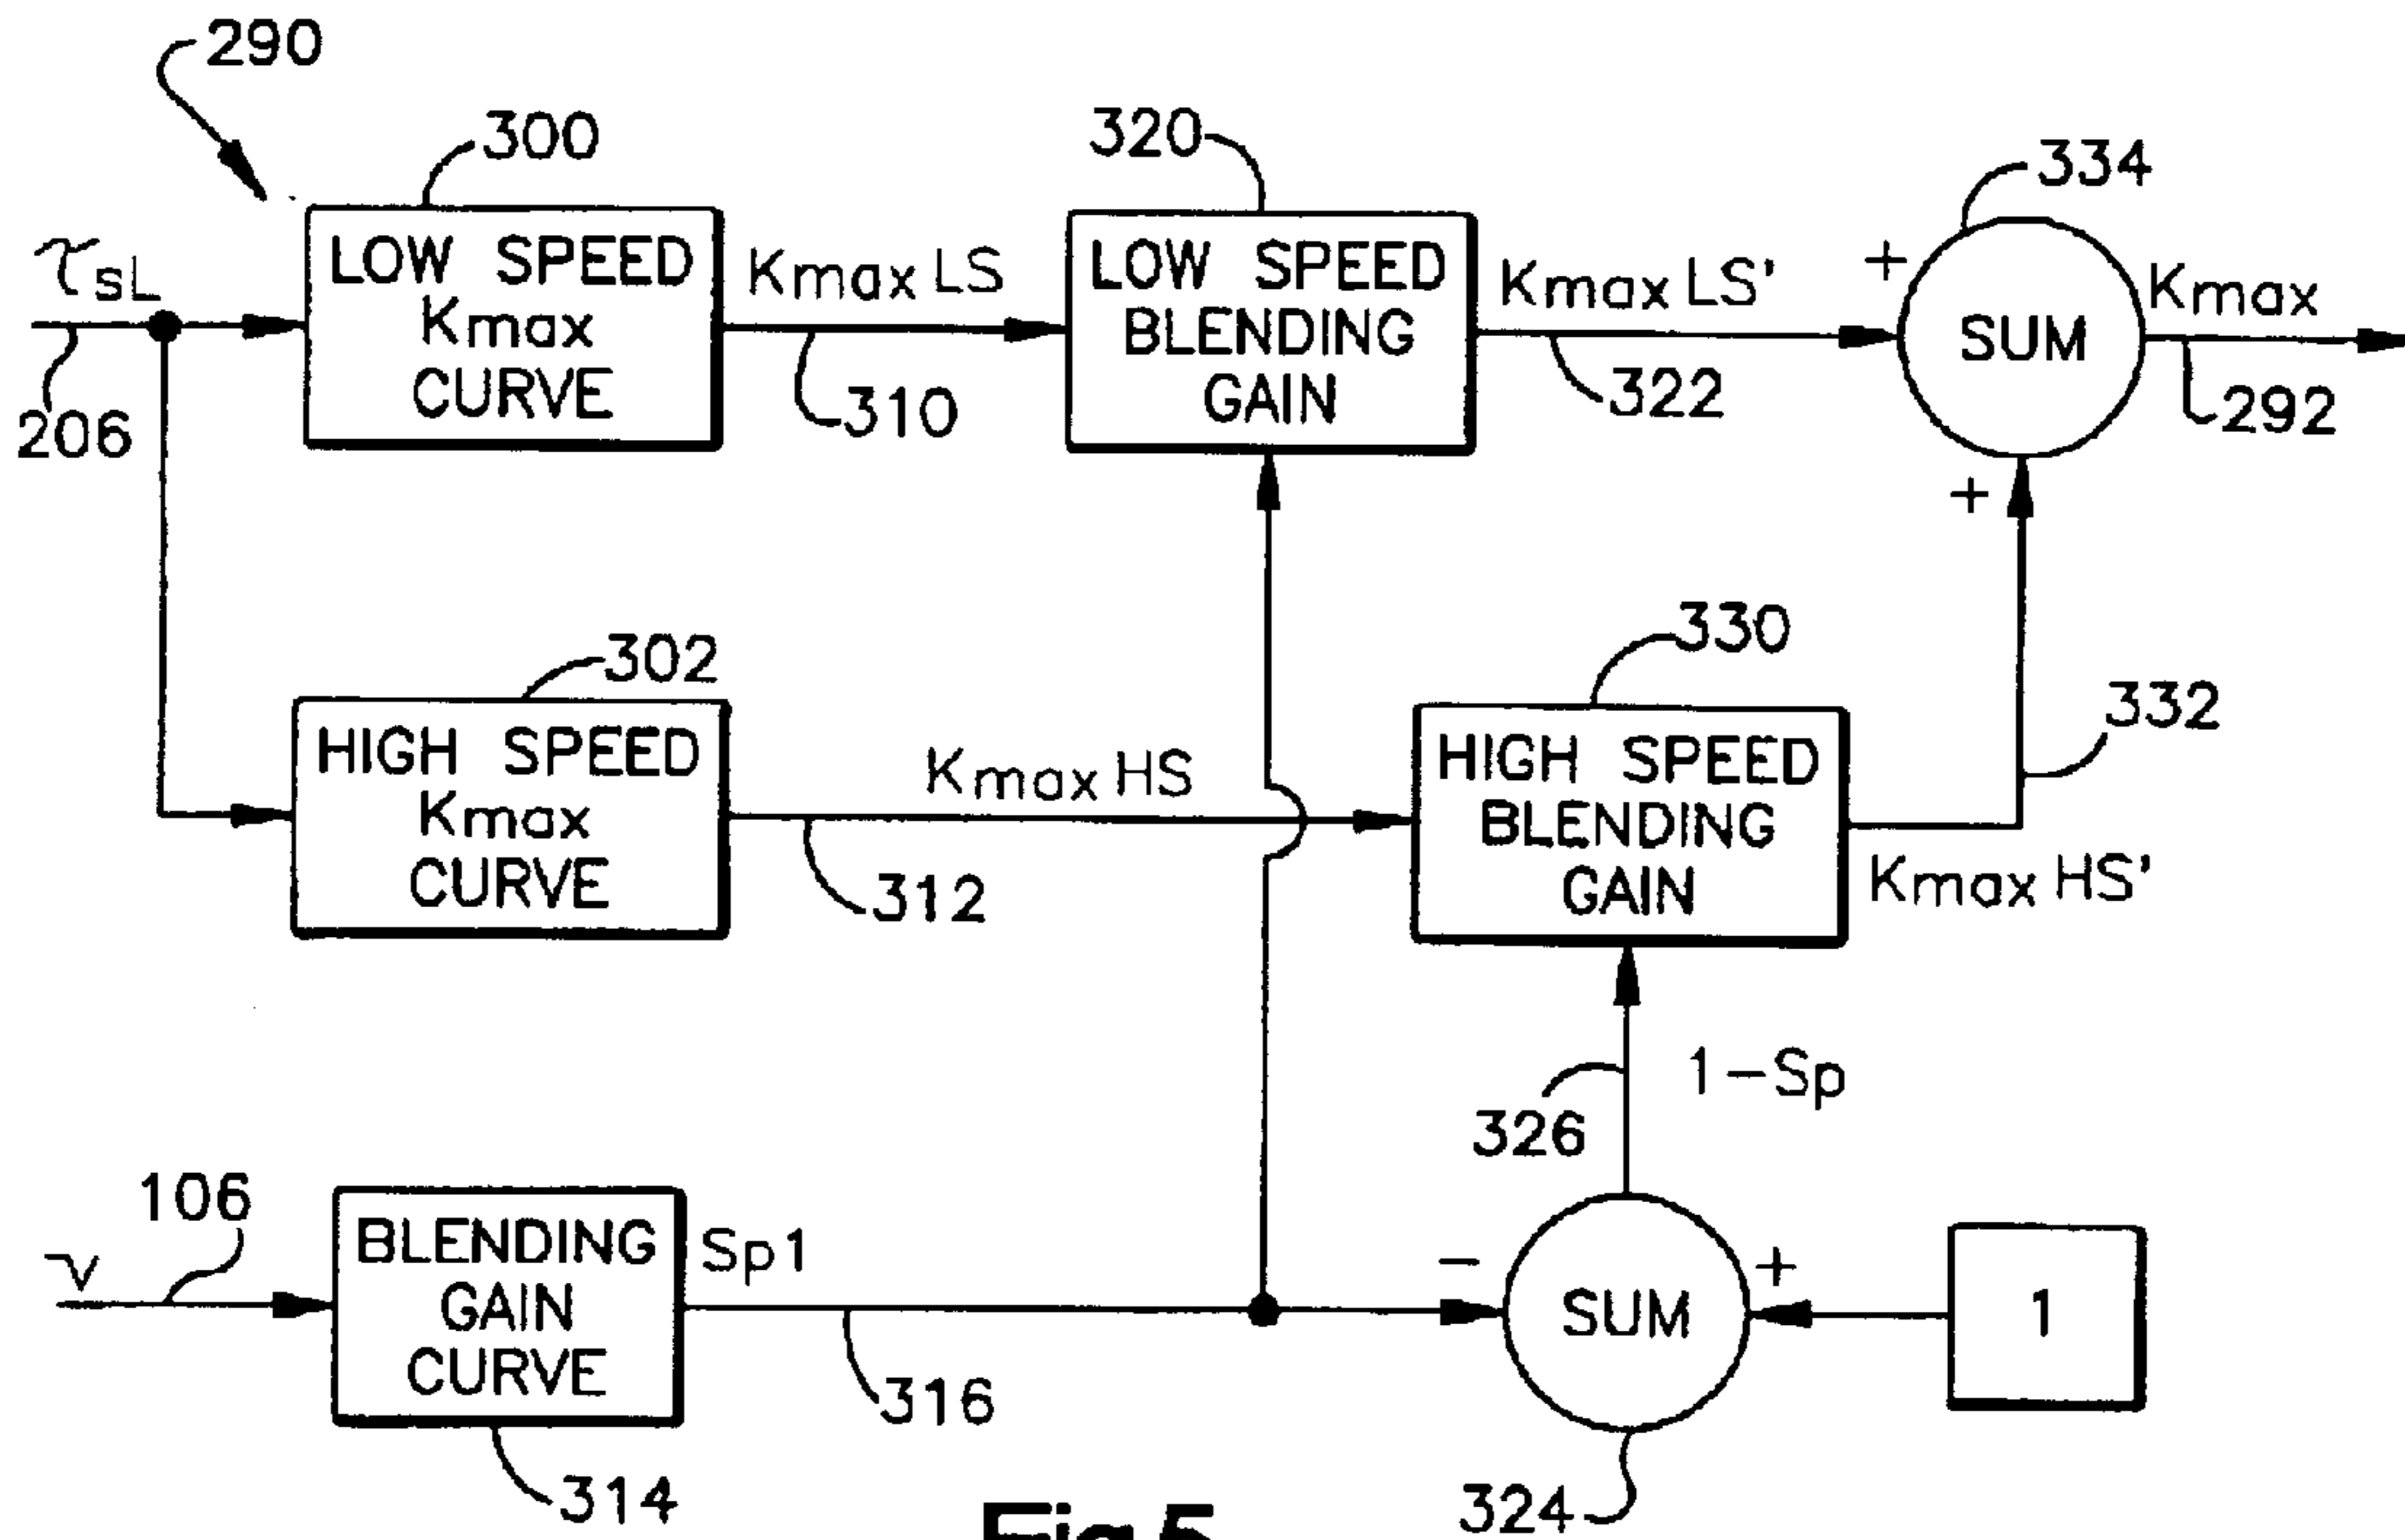 290
300
320
334
τsL
LOW SPEED
Kmax
CURVE
Kmax LS
LOW SPEED
BLENDING
GAIN
Kmax LS'
+
SUM
Kmax
206
310
322
292
+
302
330
332
HIGH SPEED
Kmax
CURVE
Kmax HS
HIGH SPEED
BLENDING
GAIN
312
Kmax HS'
326
1-Sp
106
v
BLENDING
GAIN
CURVE
Sp1
-
SUM
+
1
316
314
324
Fig.5